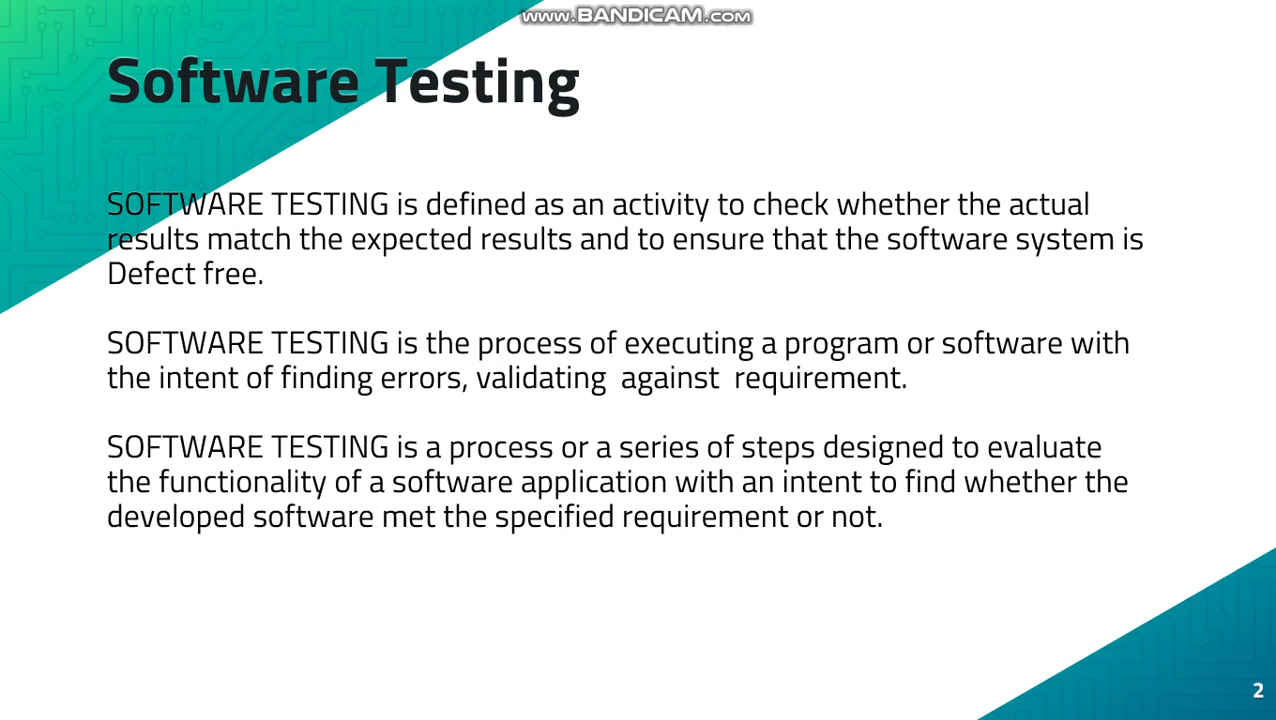 www.BANDICAM.com
Software Testing
SOFTWARE TESTING is defined as an activity to check whether the actual
results match the expected results and to ensure that the software system is
Defect free.
SOFTWARE TESTING is the process of executing a program or software with
the intent of finding errors, validating  against  requirement.
SOFTWARE TESTING is a process or a series of steps designed to evaluate
the functionality of a software application with an intent to find whether the
developed software met the specified requirement or not.
2